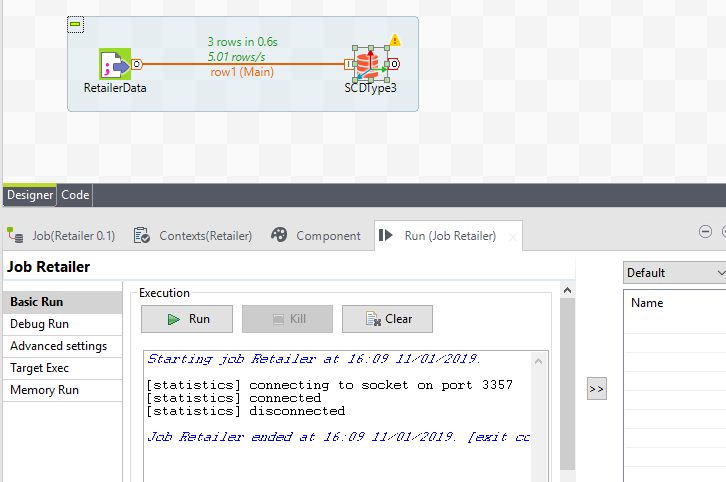 3 rows in 0.6s
5.01 rows/s
row1 (Main)
O
I
O
RetailerData
SCDType3
Designer
Code
Job(Retailer 0.1)
Contexts(Retailer)
Component
Run (Job Retailer)
Job Retailer
Default
Basic Run
Debug Run
Advanced settings
Target Exec
Memory Run
Execution
Run
Kill
Clear
Name
Starting job Retailer at 16:09 11/01/2019.
[statistics] connecting to socket on port 3357
[statistics] connected
[statistics] disconnected
>>
Job Retailer ended at 16:09 11/01/2019. [exit